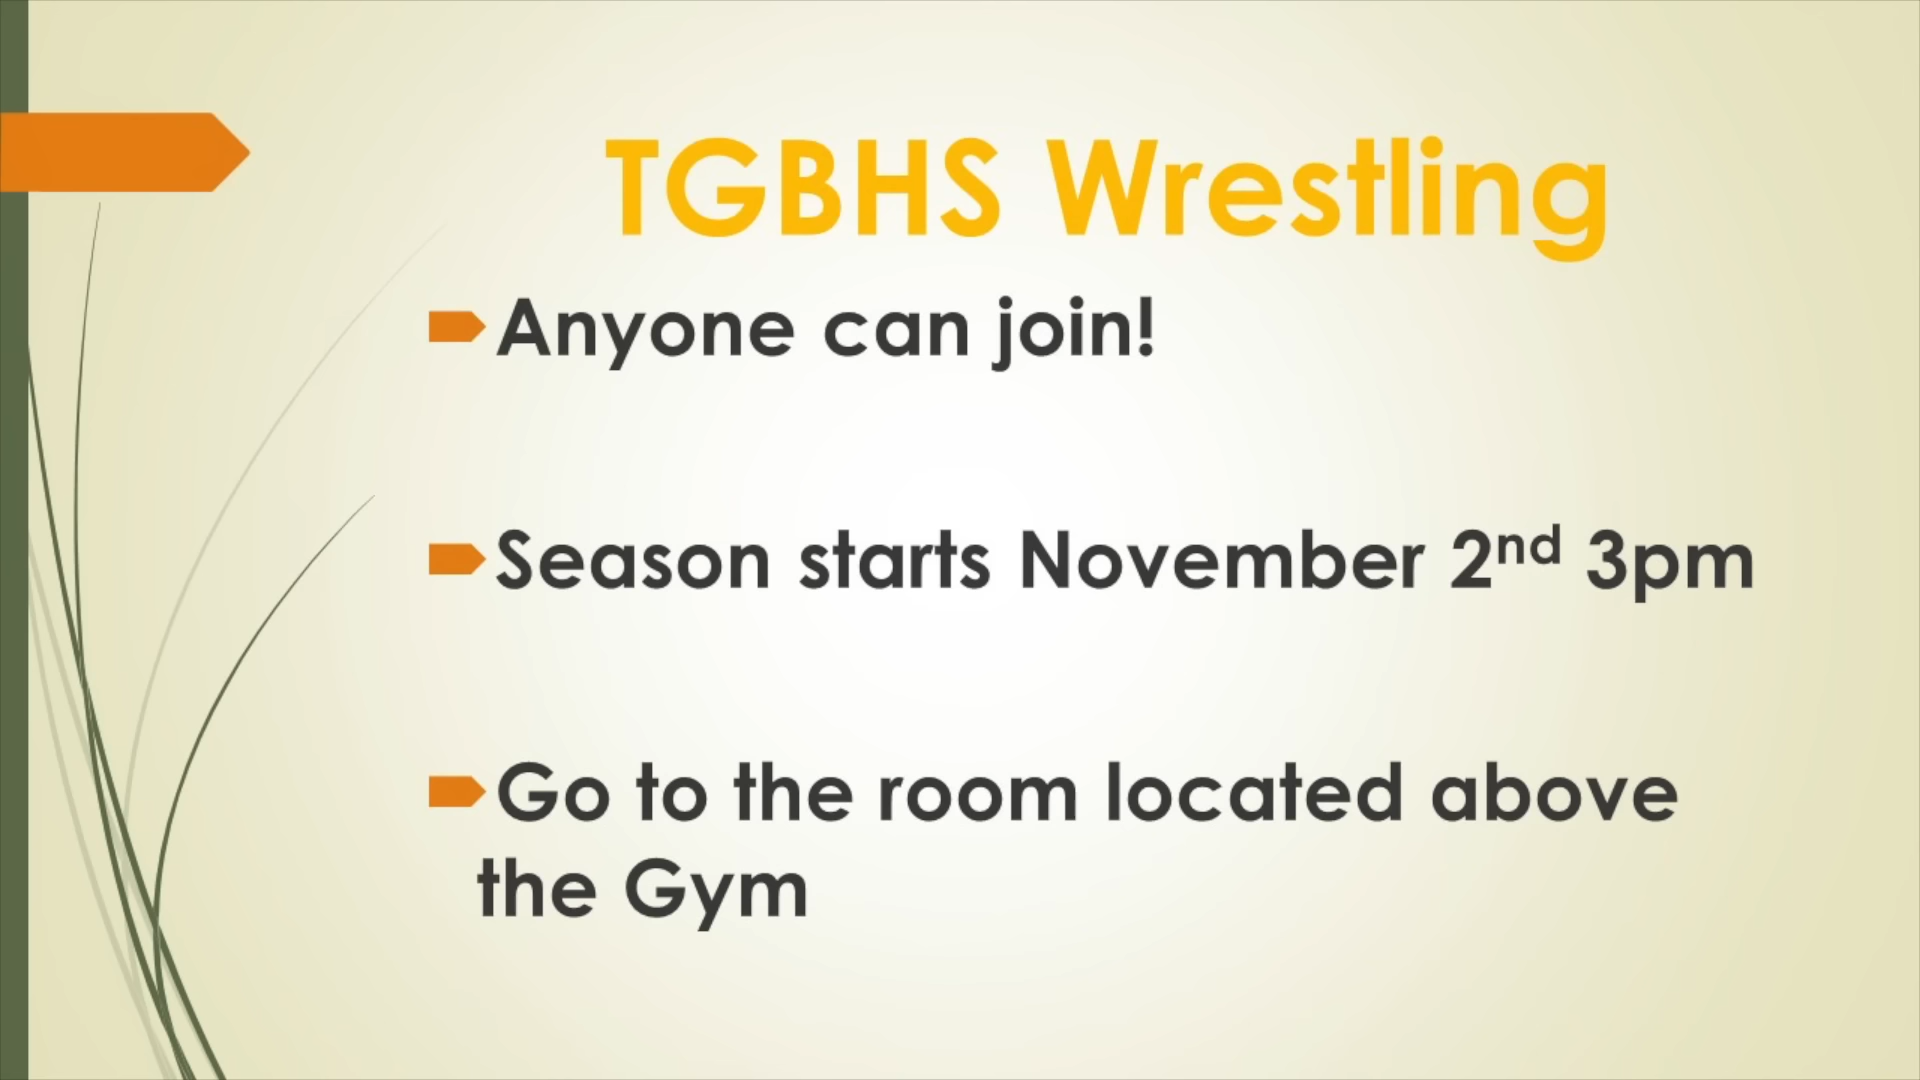 TGBHS Wrestling
Anyone can join!
Season starts November 2nd 3pm
Go to the room located above
the Gym